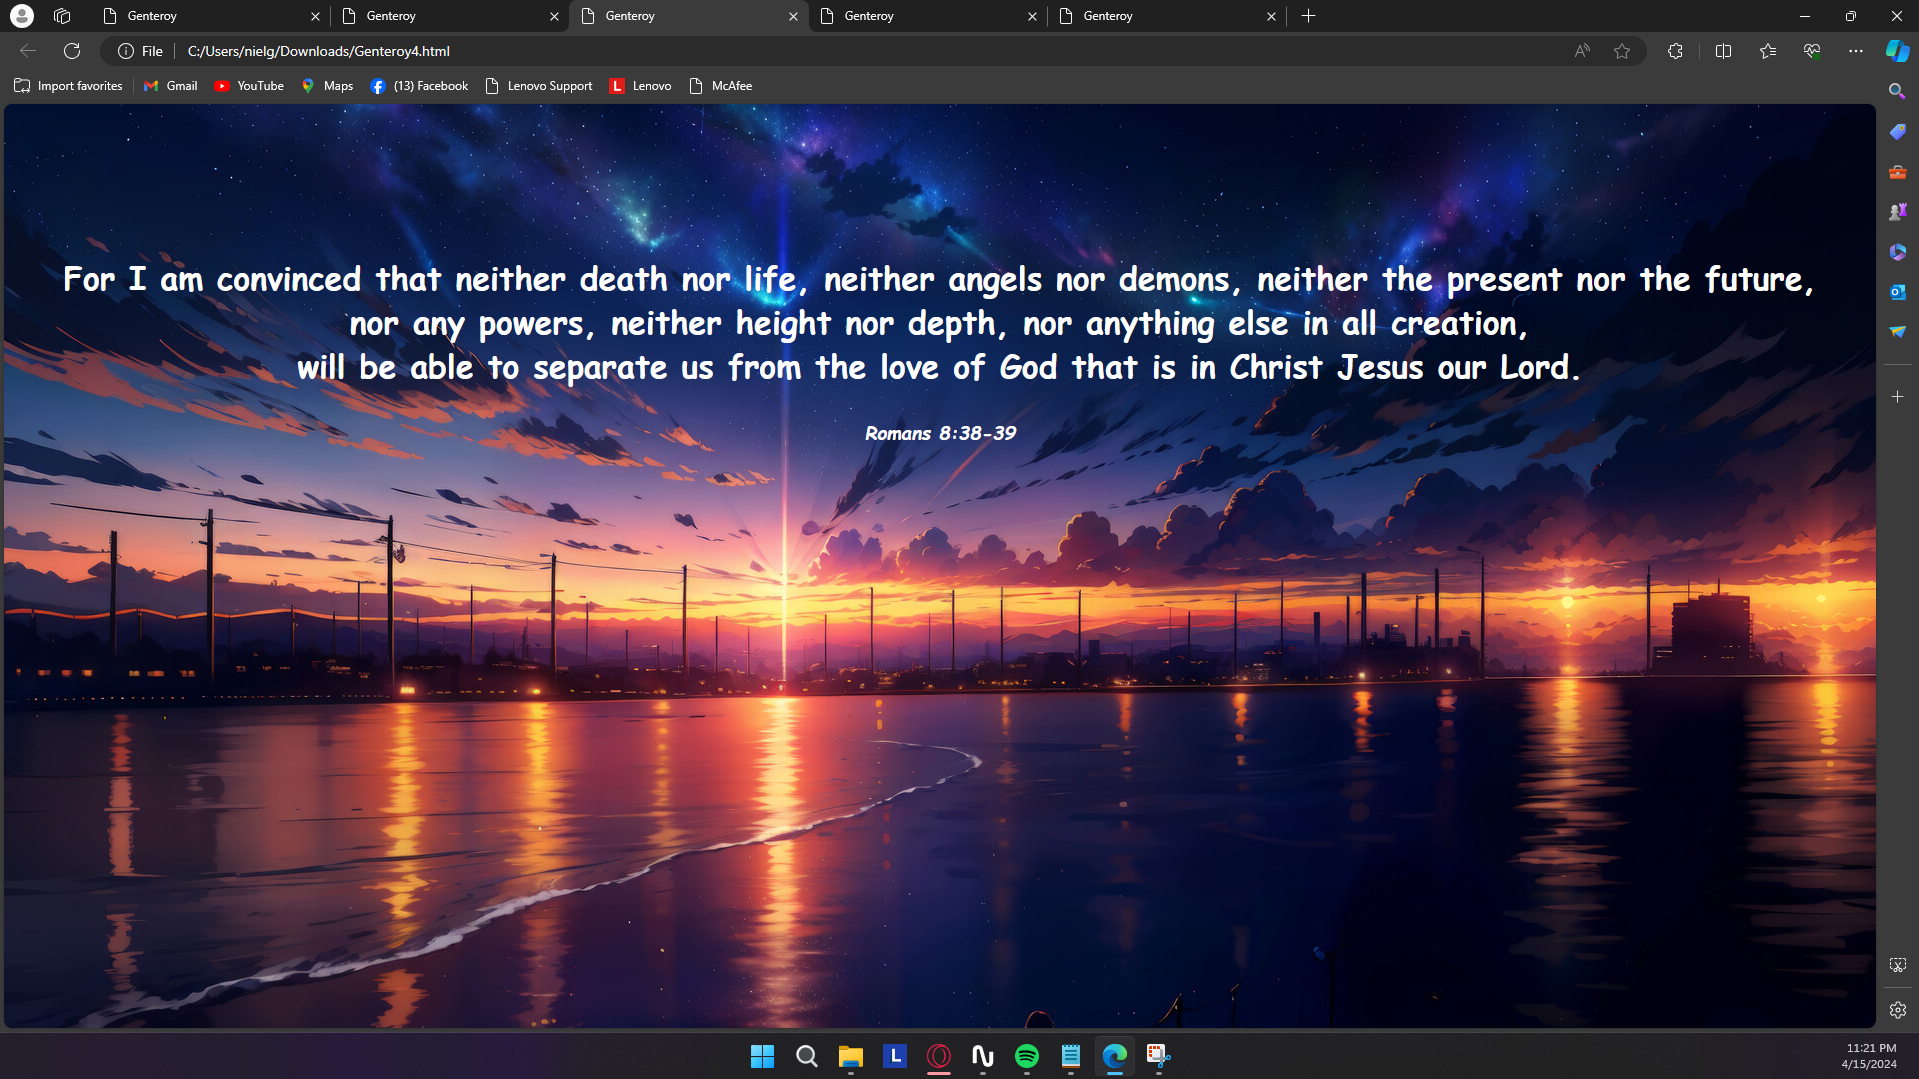 Genteroy
Genteroy
Genteroy
Genteroy
Genteroy
File
C:/Users/nielg/Downloads/Genteroy4.html
Import favorites
Gmail
YouTube
Maps
(13) Facebook
Lenovo Support
L
Lenovo
McAfee
For I am convinced that neither death nor life, neither angels nor demons, neither the present nor the future,
nor any powers, neither height nor depth, nor anything else in all creation,
will be able to separate us from the love of God that is in Christ Jesus our Lord.
Romans 8:38-39
L
11:21 PM
4/15/2024